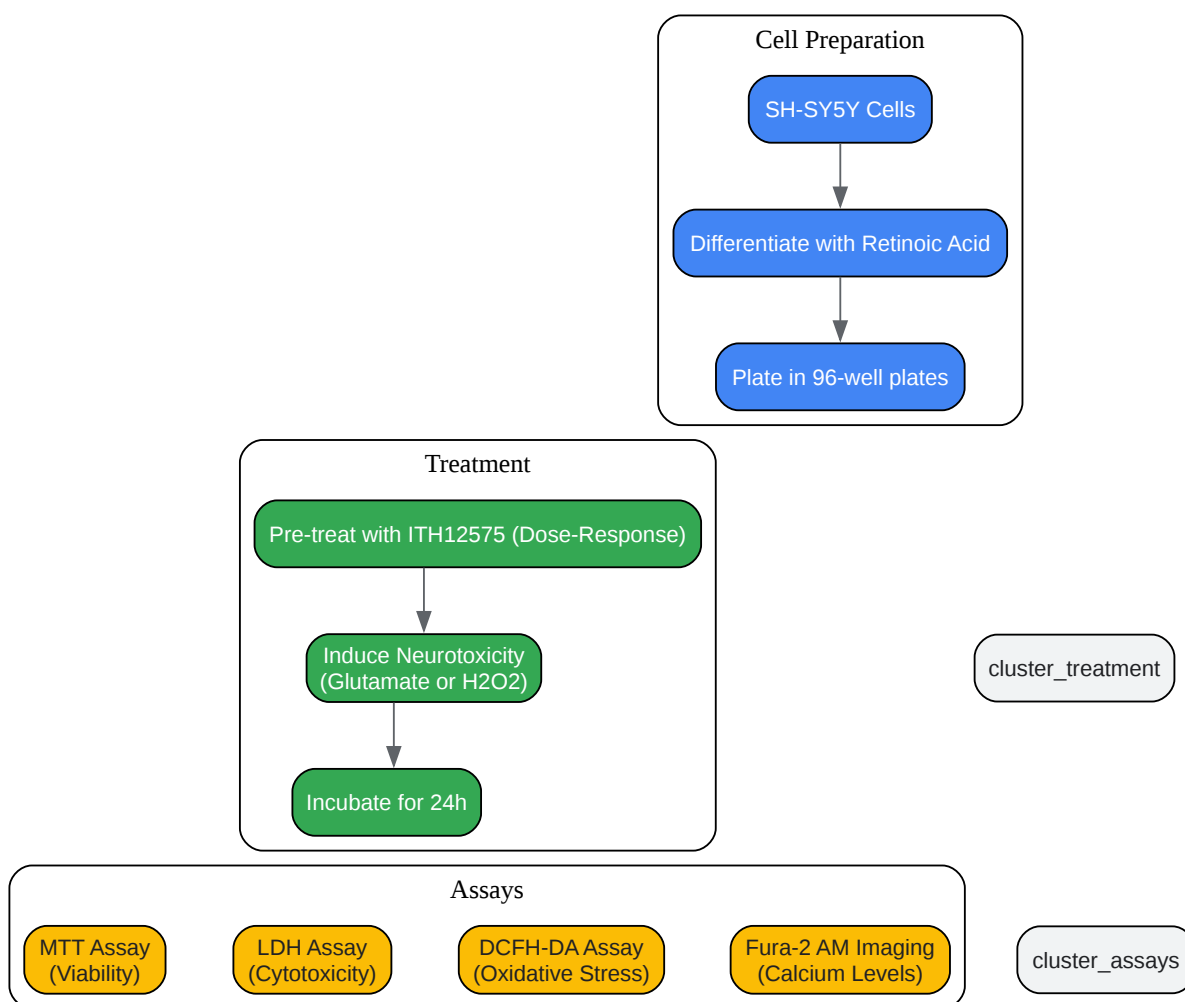 Cell Preparation
SH-SY5Y Cells
Differentiate with Retinoic Acid
Plate in 96-well plates
Treatment
Pre-treat with ITH12575 (Dose-Response)
Induce Neurotoxicity
(Glutamate or H2O2)
cluster_treatment
Incubate for 24h
Assays
MTT Assay
(Viability)
LDH Assay
(Cytotoxicity)
DCFH-DA Assay
(Oxidative Stress)
Fura-2 AM Imaging
(Calcium Levels)
cluster_assays